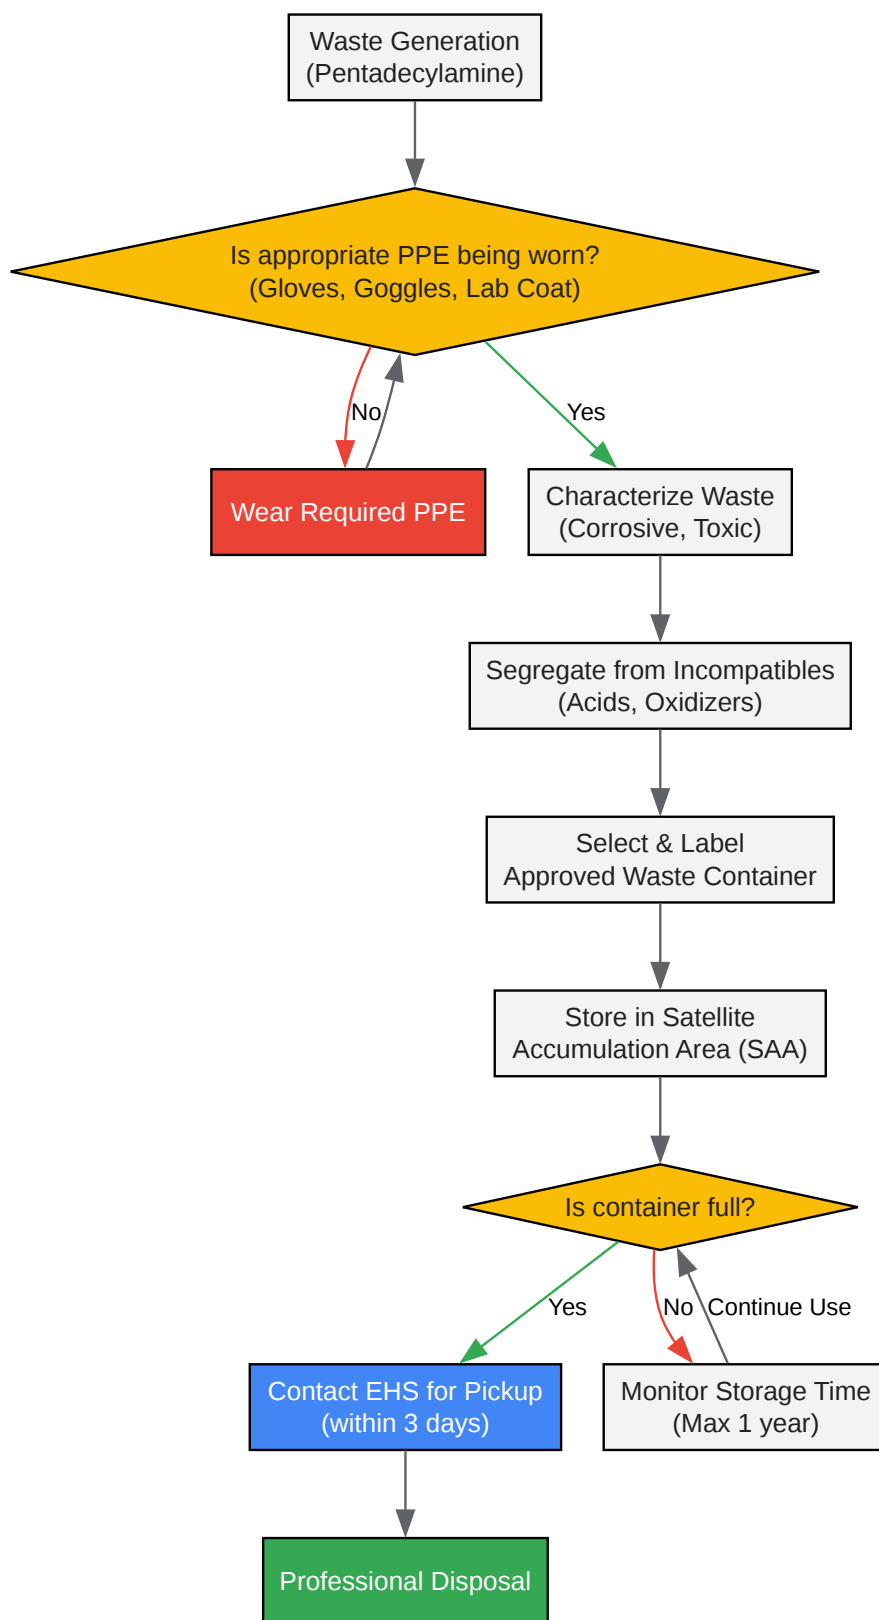 Waste Generation
(Pentadecylamine)
Is appropriate PPE being worn?
(Gloves, Goggles, Lab Coat)
No
Yes
Wear Required PPE
Characterize Waste
(Corrosive, Toxic)
Segregate from Incompatibles
(Acids, Oxidizers)
Select & Label
Approved Waste Container
Store in Satellite
Accumulation Area (SAA)
Is container full?
Yes
No
Continue Use
Contact EHS for Pickup
(within 3 days)
Monitor Storage Time
(Max 1 year)
Professional Disposal